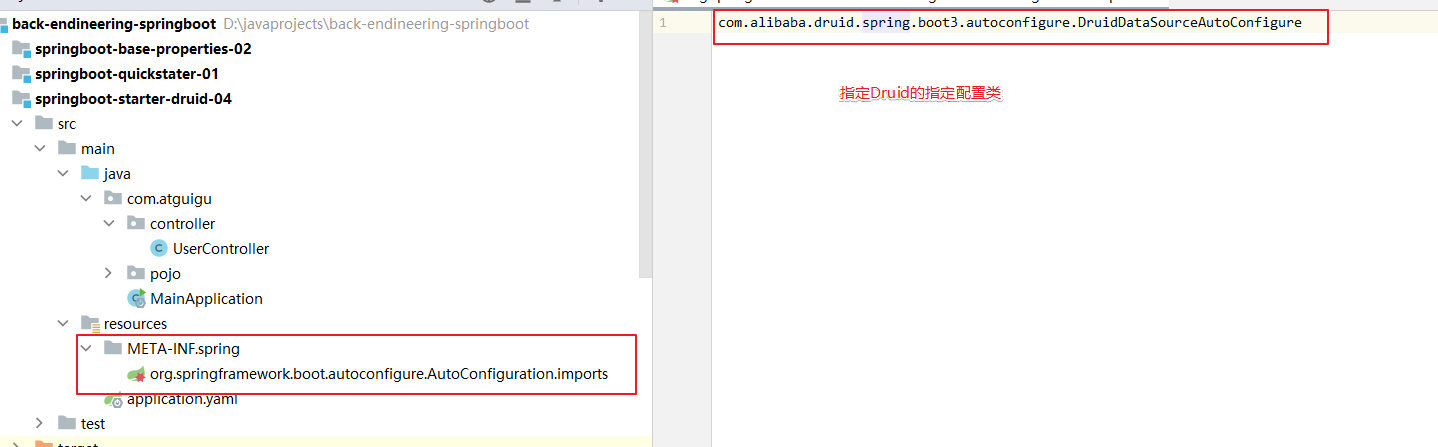 back-endineering-springboot D:\javaprojects\back-endineering-springboot
springboot-base-properties-02
springboot-quickstater-01
springboot-starter-druid-04
src
main
java
com.atguigu
controller
UserController
pojo
MainApplication
resources
META-INF.spring
org.springframework.boot.autoconfigure.AutoConfiguration.imports
application.yaml
test
1 com.alibaba.druid.spring.boot3.autoconfigure.DruidDataSourceAutoConfigure
指定Druid的指定配置类